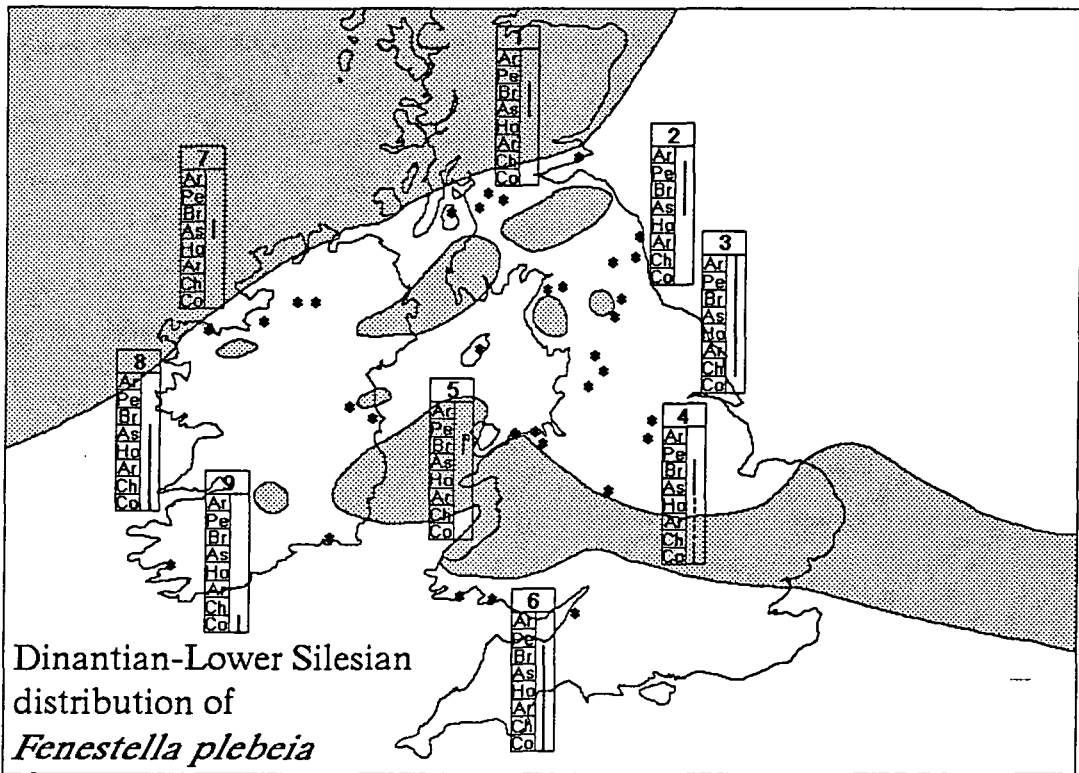 1
Ar
Pe
Br
As
Ho
Ar
Ch
Co
2
Ar
Pe
Br
As
Ho
Ar
Ch
Co
3
Ar
Pe
Br
As
Ho
Ar
Ch
Co
4
Ar
Pe
Br
As
Ho
Ar
Ch
Co
5
Ar
Pe
Br
As
Ho
Ar
Ch
Co
P
6
Ar
Pe
Br
As
Ho
Ar
Ch
Co
7
Ar
Pe
Br
As
Ho
Ar
Ch
Co
8
Ar
Pe
Br
As
Ho
Ar
Ch
Co
9
Ar
Pe
Br
As
Ho
Ar
Ch
Co
Dinantian-Lower Silesian
distribution of
Fenestella plebeia